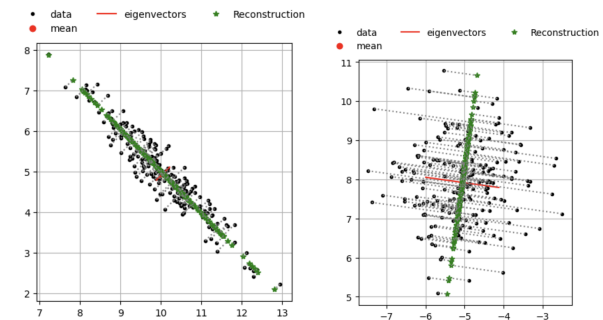 data eigenvectors Reconstruction
mean
8
7
6
5
4
3
2
7 8 9 10 11 12 13
data eigenvectors Reconstruction
mean
11
10
9
8
7
6
5
−7 −6 −5 −4 −3